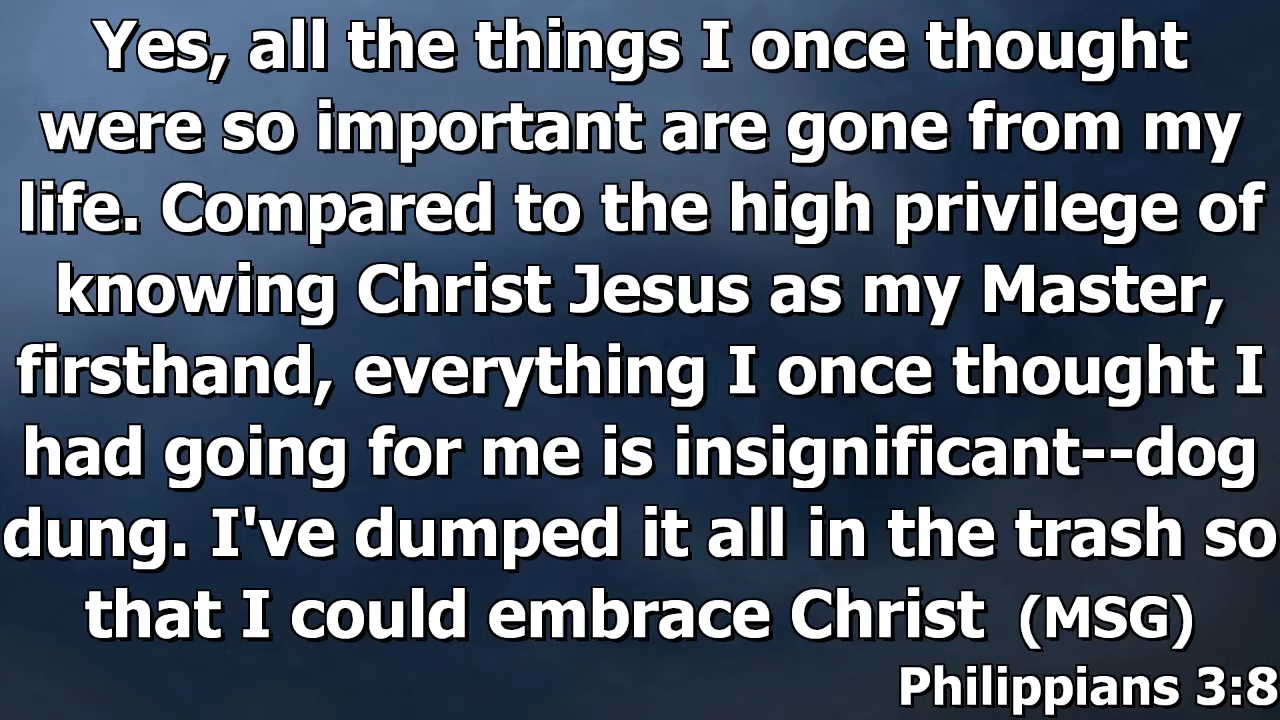 Yes, all the things I once thought
were so important are gone from my
life. Compared to the high privilege of
knowing Christ Jesus as my Master,
firsthand, everything I once thought I
had going for me is insignificant--dog
dung. I've dumped it all in the trash so
that I could embrace Christ (MSG)
Philippians 3:8